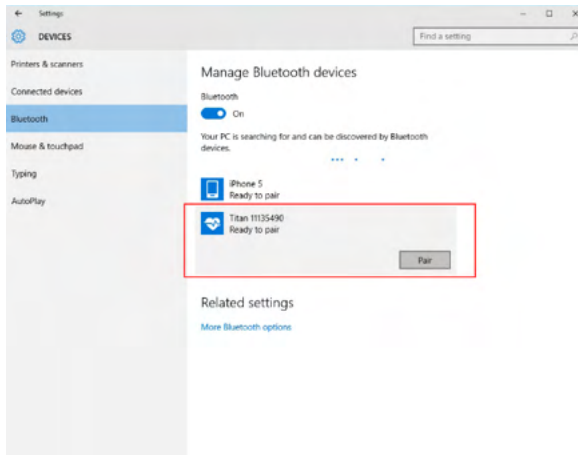 Settings
DEVICES
Find a setting
Printers & scanners
Connected devices
Bluetooth
Mouse & touchpad
Typing
AutoPlay
Manage Bluetooth devices
Bluetooth
On
Your PC is searching for and can be discovered by Bluetooth
devices.
iPhone 5
Ready to pair
Titan 11135490
Ready to pair
Pair
Related settings
More Bluetooth options